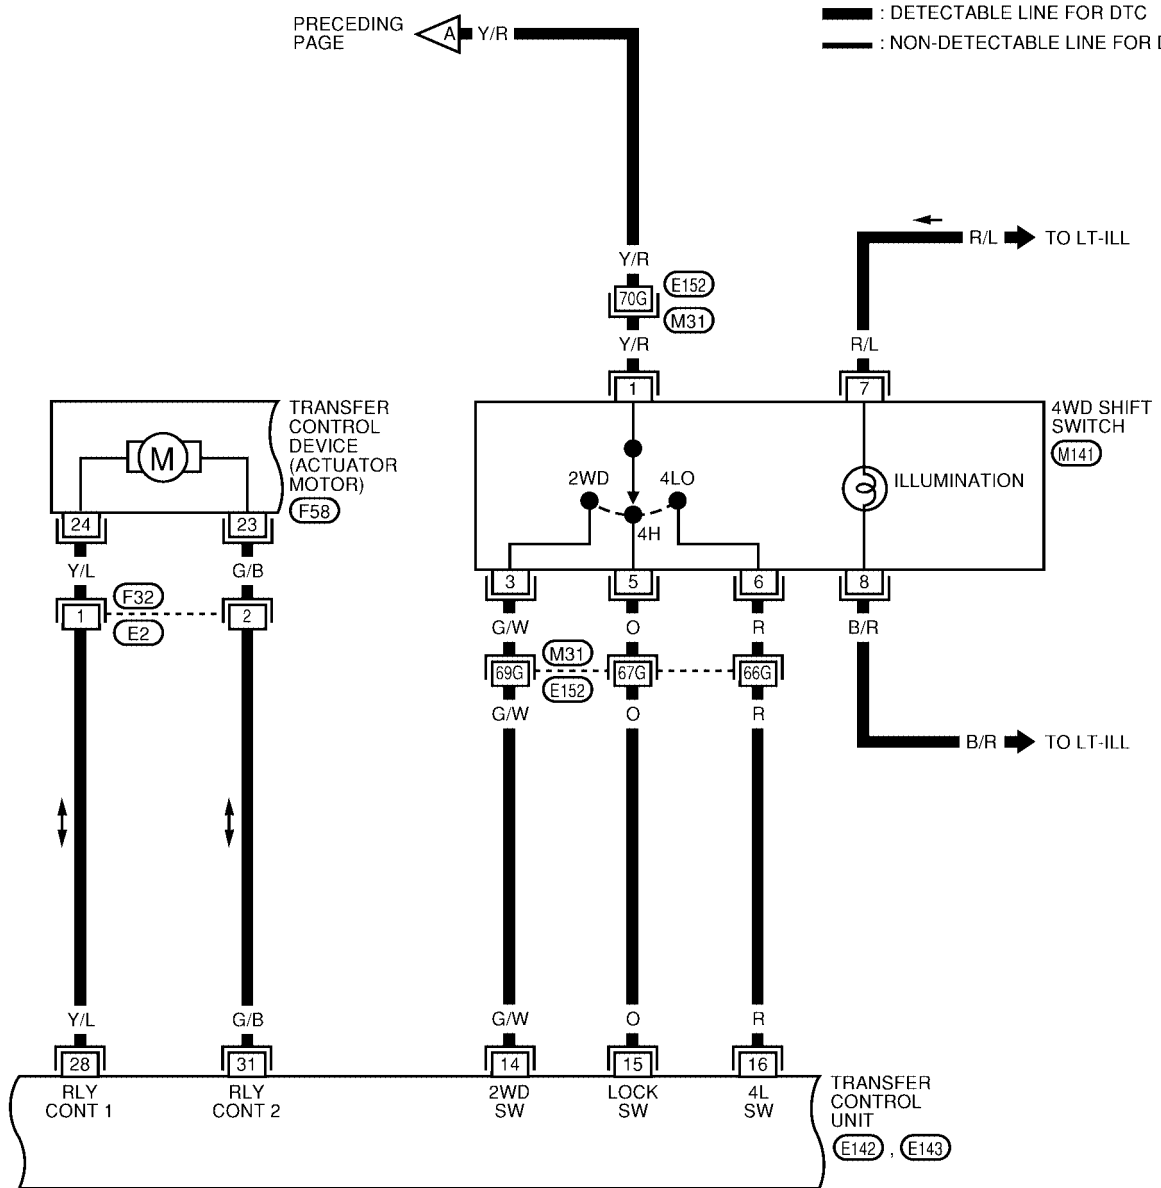 PRECEDING
PAGE
A
Y/R
: DETECTABLE LINE FOR DTC
: NON-DETECTABLE LINE FOR D
R/L
TO LT-ILL
Y/R
70G
E152
M31
Y/R
R/L
1
7
TRANSFER
CONTROL
DEVICE
(ACTUATOR
MOTOR)
F58
M
24
23
4WD SHIFT
SWITCH
M141
2WD
4LO
4H
ILLUMINATION
3
5
6
8
Y/L
G/B
1
F32
E2
2
G/W
O
R
B/R
69G
M31
E152
67G
66G
G/W
O
R
B/R
TO LT-ILL
Y/L
G/B
G/W
O
R
28
31
14
15
16
RLY
CONT 1
RLY
CONT 2
2WD
SW
LOCK
SW
4L
SW
TRANSFER
CONTROL
UNIT
E142 , E143